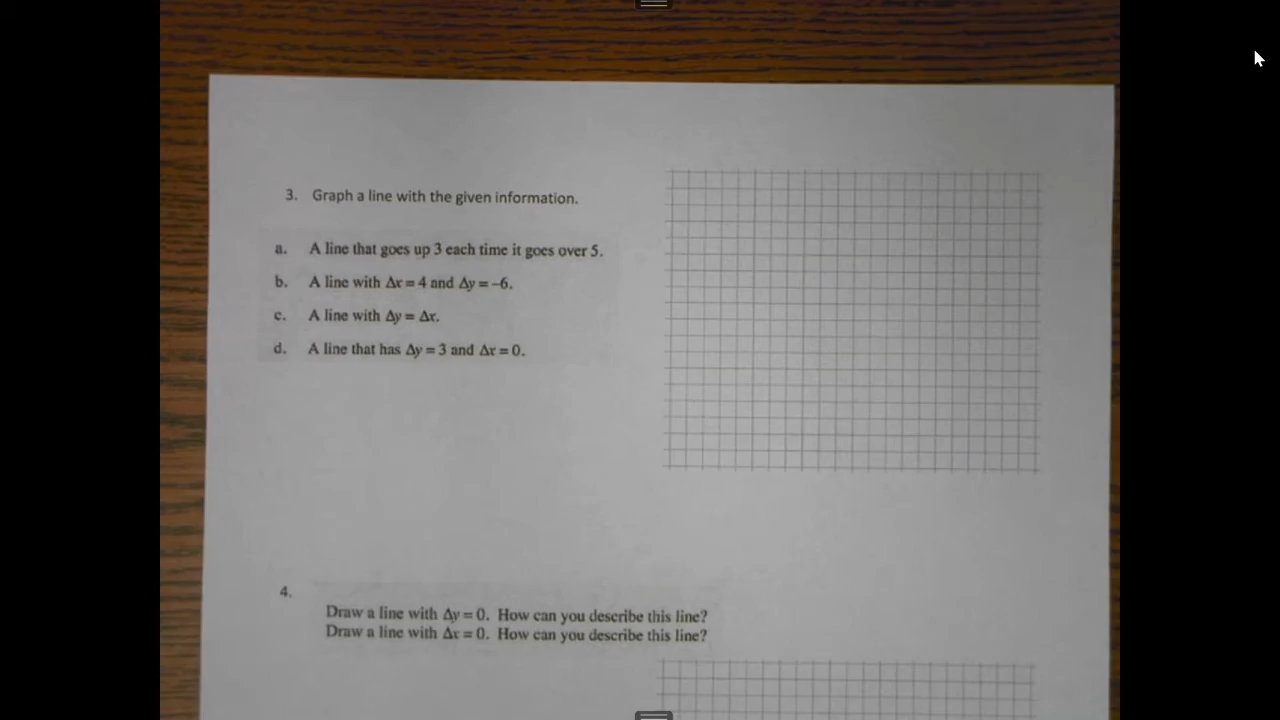 3. Graph a line with the given information.
a. A line that goes up 3 each time it goes over 5.
b. A line with Δx = 4 and Δy = −6.
c. A line with Δy = Δx.
d. A line that has Δy = 3 and Δx = 0.
4.
Draw a line with Δy = 0. How can you describe this line?
Draw a line with Δx = 0. How can you describe this line?